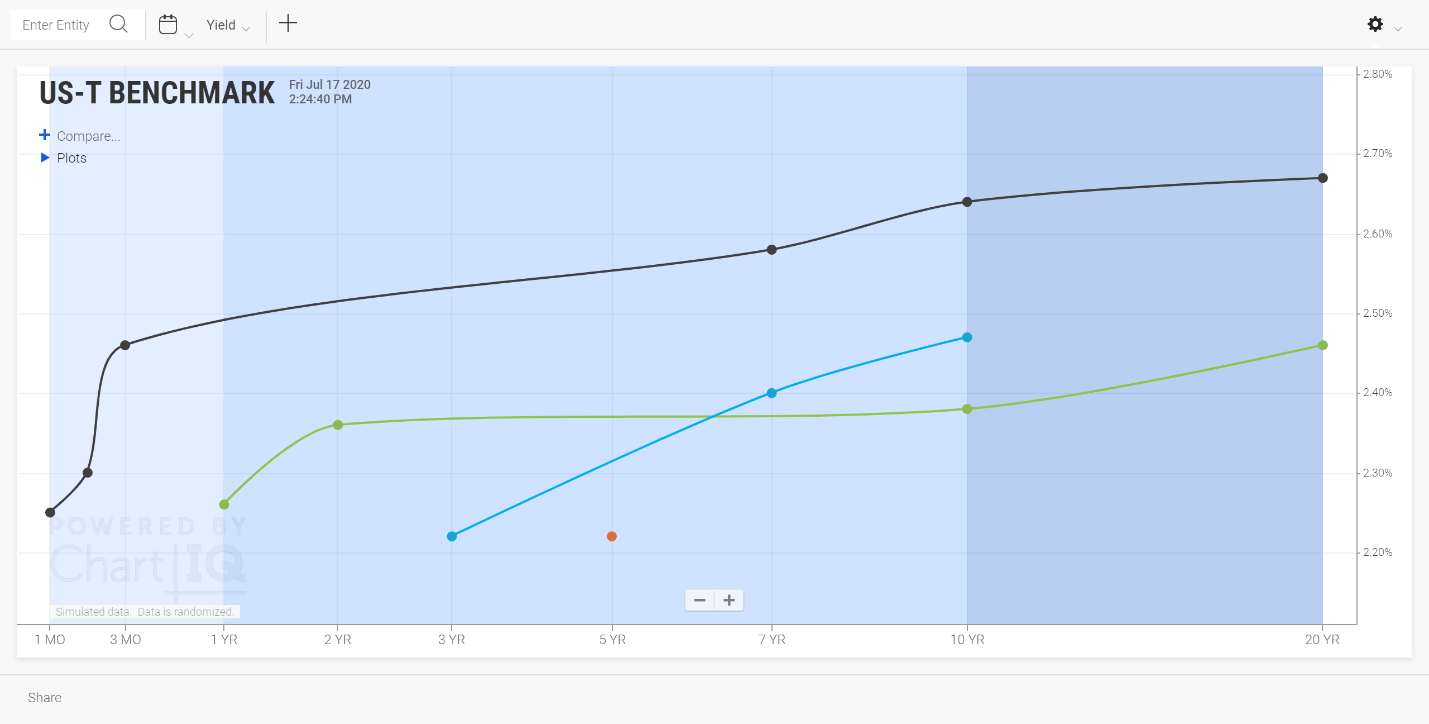 Enter Entity
Yield
US-T BENCHMARK
Fri Jul 17 2020
2:24:40 PM
Compare...
Plots
2.80%
2.70%
2.60%
2.50%
2.40%
2.30%
2.20%
POWERED BY
Chart|IQ
Simulated data. Data is randomized.
1 MO
3 MO
1 YR
2 YR
3 YR
5 YR
7 YR
10 YR
20 YR
Share